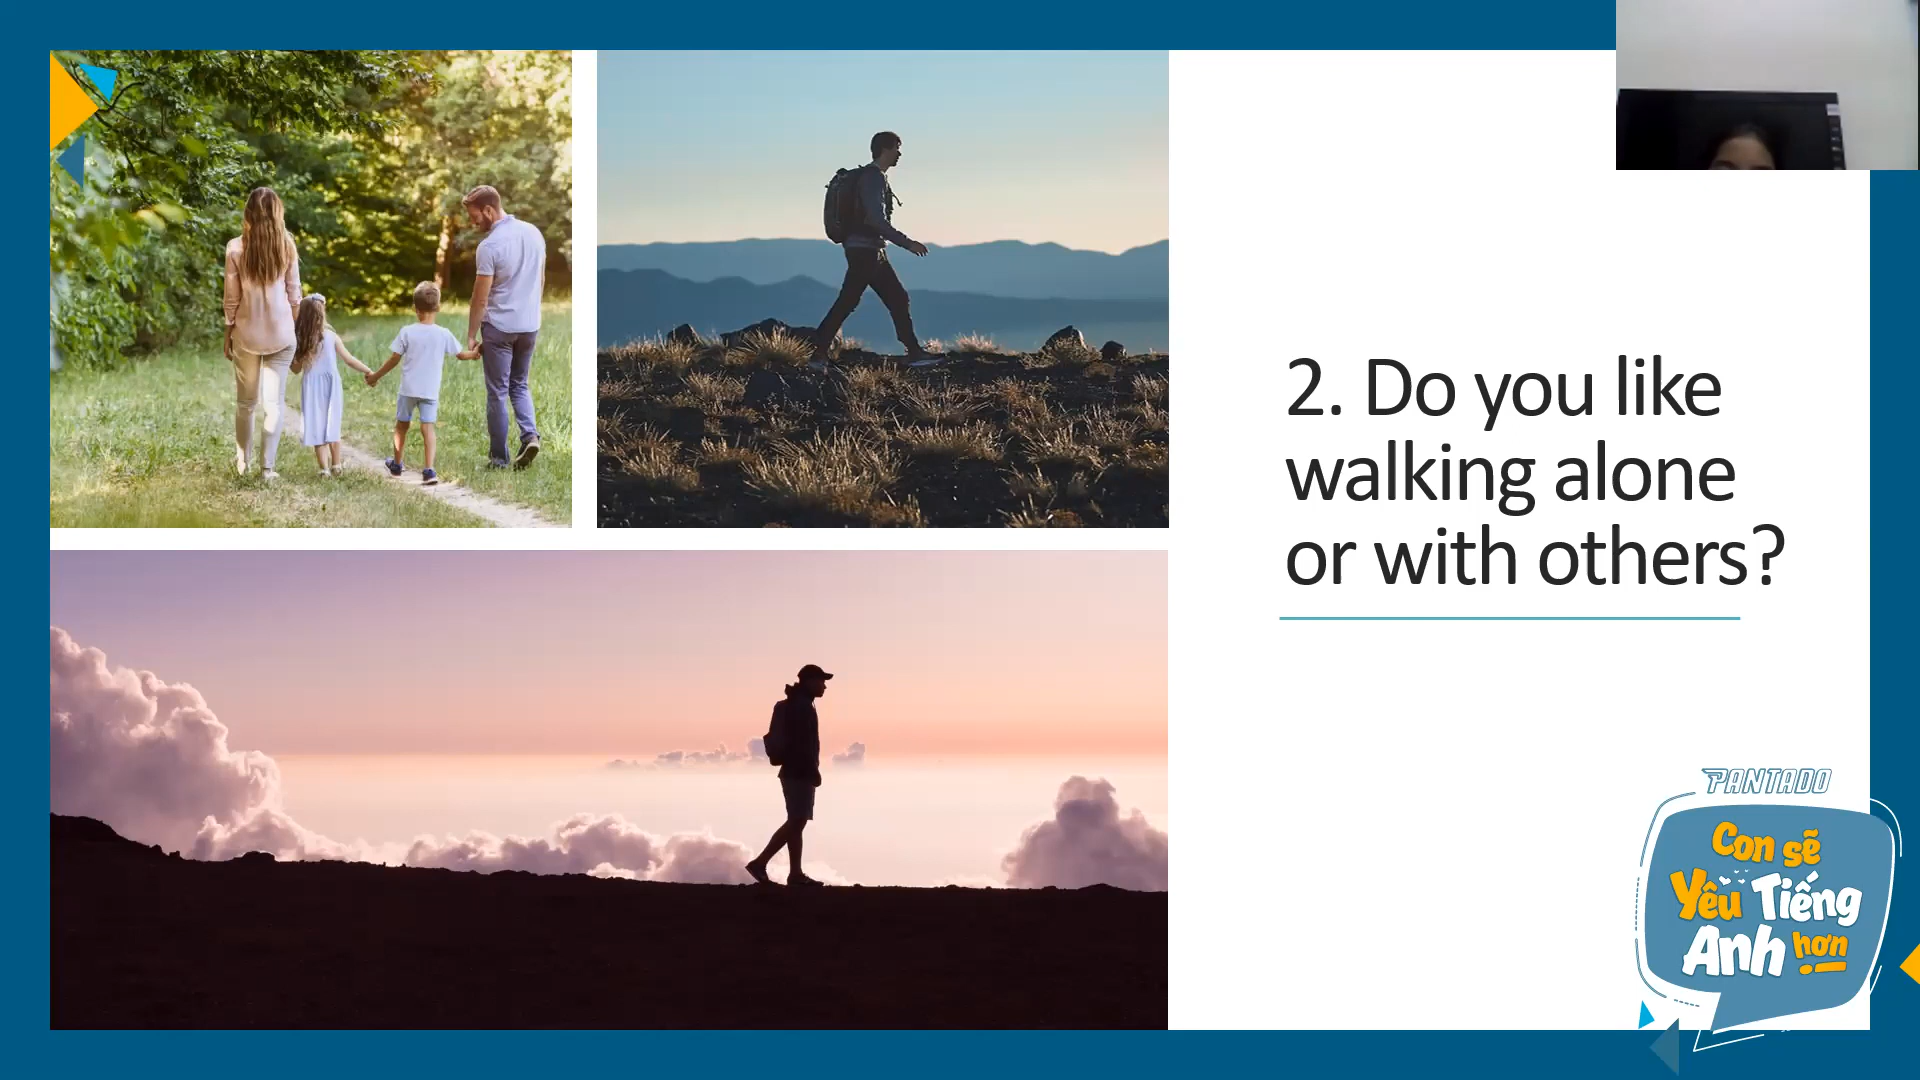 2. Do you like
walking alone
or with others?
PANTADO
Con sẽ
Yêu Tiếng
Anh hơn